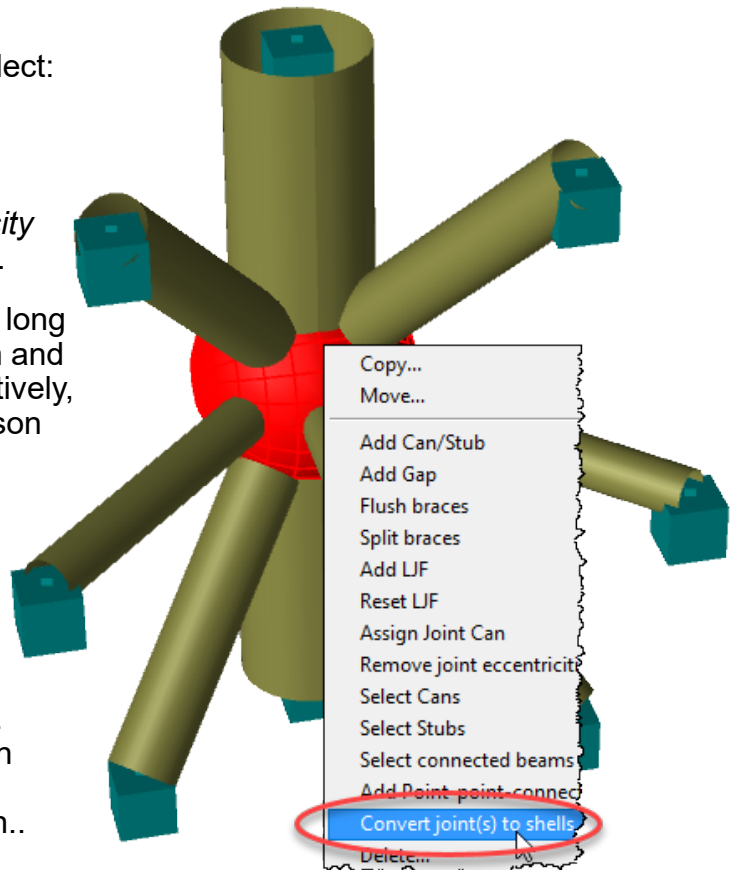 lect:
ity
.
long
n and
tively,
son
n
n..
Copy...
Move...
Add Can/Stub
Add Gap
Flush braces
Split braces
Add LJF
Reset LJF
Assign Joint Can
Remove joint eccentriciti
Select Cans
Select Stubs
Select connected beams
Add Point-point-connec
Convert joint(s) to shells
Delete...